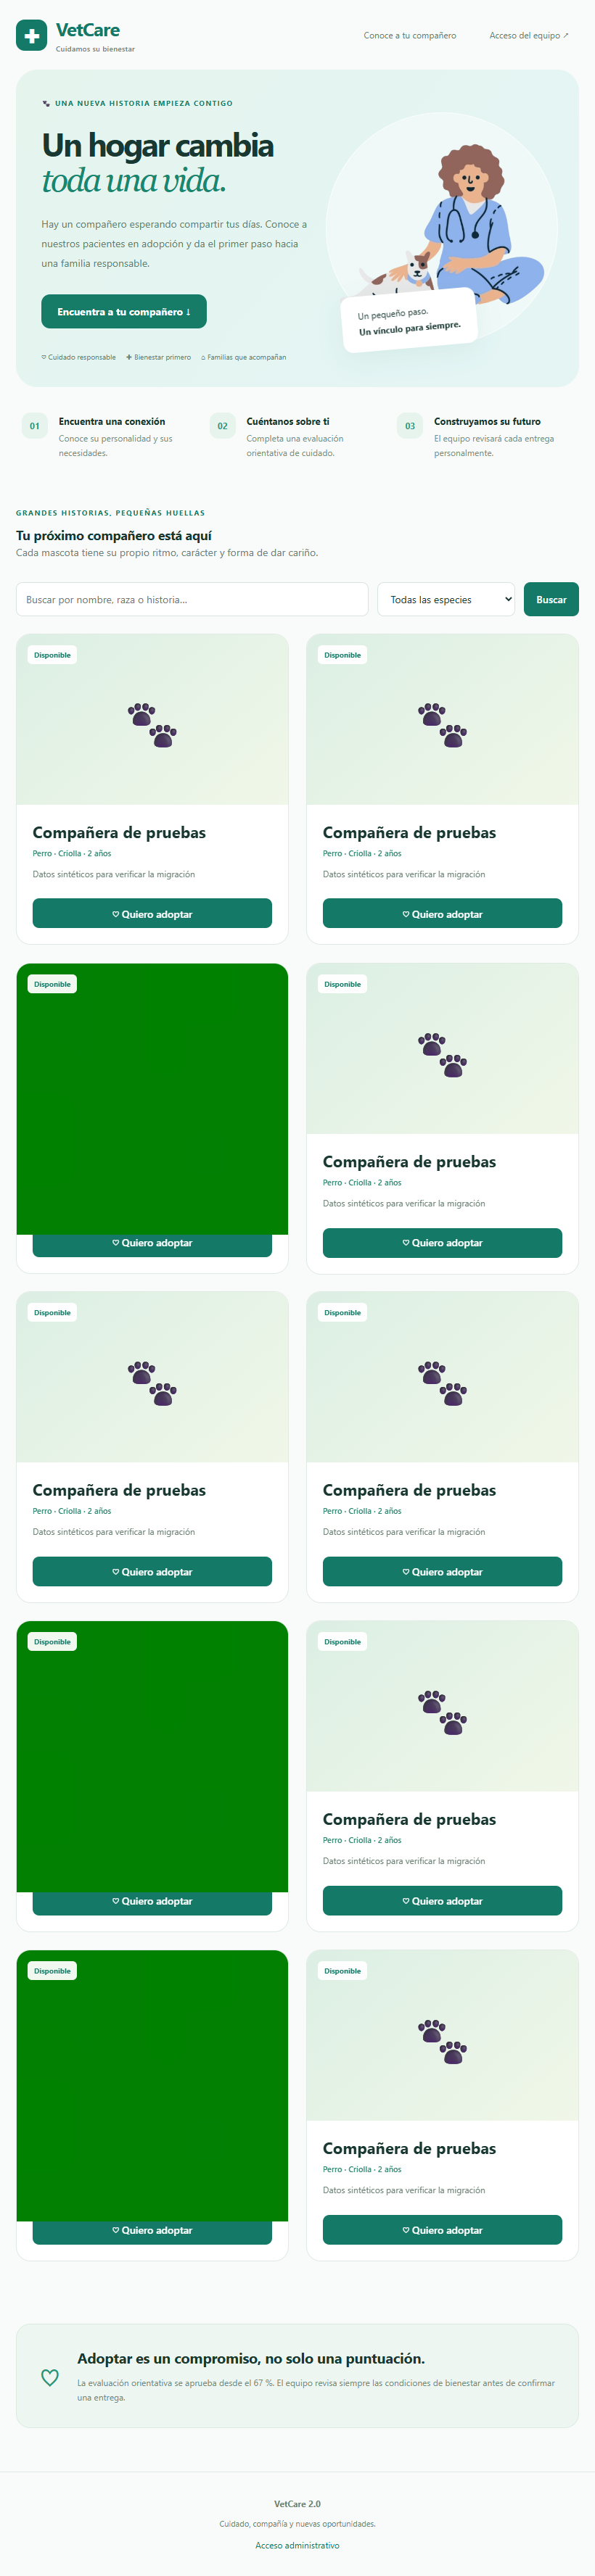 VetCare
Cuidamos su bienestar
Conoce a tu compañero
Acceso del equipo ↗
UNA NUEVA HISTORIA EMPIEZA CONTIGO
Un hogar cambia
toda una vida.
Hay un compañero esperando compartir tus días. Conoce a
nuestros pacientes en adopción y da el primer paso hacia
una familia responsable.
Encuentra a tu compañero ↓
♡ Cuidado responsable
✚ Bienestar primero
⌂ Familias que acompañan
Un pequeño paso.
Un vínculo para siempre.
01
Encuentra una conexión
Conoce su personalidad y sus
necesidades.
02
Cuéntanos sobre ti
Completa una evaluación
orientativa de cuidado.
03
Construyamos su futuro
El equipo revisará cada entrega
personalmente.
GRANDES HISTORIAS, PEQUEÑAS HUELLAS
Tu próximo compañero está aquí
Cada mascota tiene su propio ritmo, carácter y forma de dar cariño.
Buscar por nombre, raza o historia...
Todas las especies
Buscar
Disponible
Compañera de pruebas
Perro · Criolla · 2 años
Datos sintéticos para verificar la migración
♡ Quiero adoptar
Disponible
Compañera de pruebas
Perro · Criolla · 2 años
Datos sintéticos para verificar la migración
♡ Quiero adoptar
Disponible
♡ Quiero adoptar
Disponible
Compañera de pruebas
Perro · Criolla · 2 años
Datos sintéticos para verificar la migración
♡ Quiero adoptar
Disponible
Compañera de pruebas
Perro · Criolla · 2 años
Datos sintéticos para verificar la migración
♡ Quiero adoptar
Disponible
Compañera de pruebas
Perro · Criolla · 2 años
Datos sintéticos para verificar la migración
♡ Quiero adoptar
Disponible
♡ Quiero adoptar
Disponible
Compañera de pruebas
Perro · Criolla · 2 años
Datos sintéticos para verificar la migración
♡ Quiero adoptar
Disponible
♡ Quiero adoptar
Disponible
Compañera de pruebas
Perro · Criolla · 2 años
Datos sintéticos para verificar la migración
♡ Quiero adoptar
Adoptar es un compromiso, no solo una puntuación.
La evaluación orientativa se aprueba desde el 67 %. El equipo revisa siempre las condiciones de bienestar antes de confirmar
una entrega.
VetCare 2.0
Cuidado, compañía y nuevas oportunidades.
Acceso administrativo